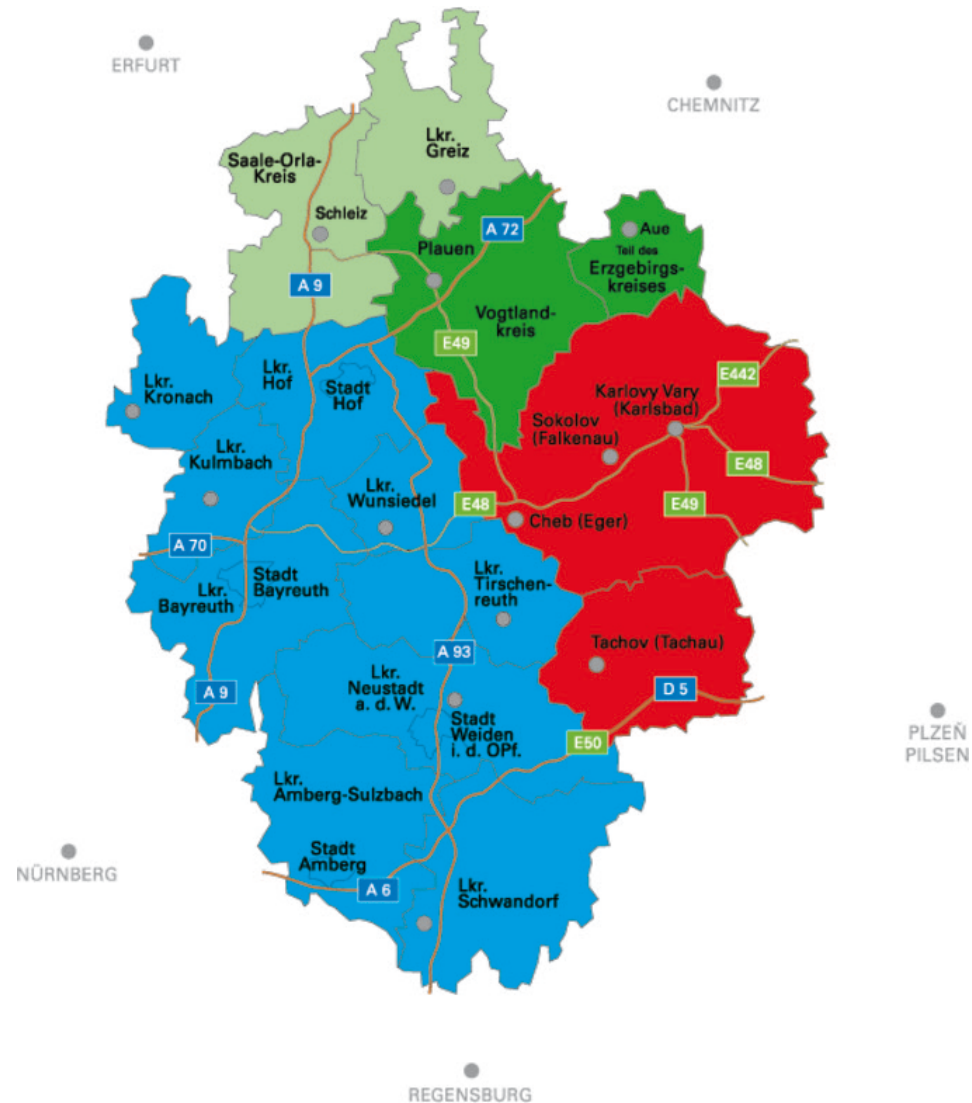 ERFURT
CHEMNITZ
Lkr.
Greiz
Saale-Orla-
Kreis
Schleiz
A 72
Aue
Plauen
Teil des
Erzgebirgs-
kreises
A 9
Vogtland-
kreis
E49
Lkr.
Hof
Lkr.
Kronach
Stadt
Hof
E442
Karlovy Vary
(Karlsbad)
Sokolov
(Falkenau)
Lkr.
Kulmbach
E48
Lkr.
Wunsiedel
E48
E49
Cheb (Eger)
A 70
Stadt
Bayreuth
Lkr.
Bayreuth
Lkr.
Tirschen-
reuth
Tachov (Tachau)
A 93
Lkr.
Neustadt
a. d. W.
A 9
D 5
Stadt
Weiden
i. d. OPf.
E50
PLZEŇ
PILSEN
Lkr.
Amberg-Sulzbach
Stadt
Amberg
NÜRNBERG
A 6
Lkr.
Schwandorf
REGENSBURG